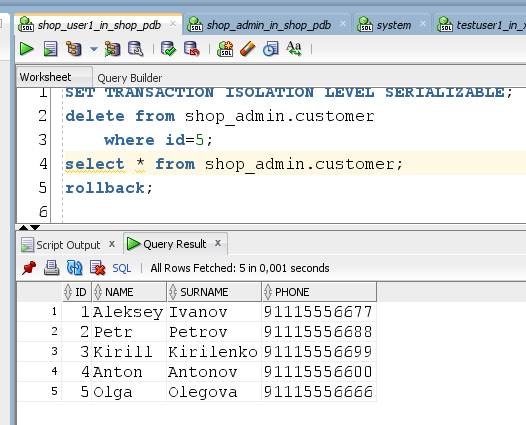 shop_user1_in_shop_pdb shop_admin_in_shop_pdb system testuser1_in_x
Aa
Worksheet Query Builder
1 SET TRANSACTION ISOLATION LEVEL SERIALIZABLE;
2 delete from shop_admin.customer
3 where id=5;
4 select * from shop_admin.customer;
5 rollback;
6
Script Output x Query Result x
SQL | All Rows Fetched: 5 in 0,001 seconds
ID NAME SURNAME PHONE
1 1 Aleksey Ivanov 91115556677
2 2 Petr Petrov 91115556688
3 3 Kirill Kirilenko 91115556699
4 4 Anton Antonov 91115556600
5 5 Olga Olegova 91115556666